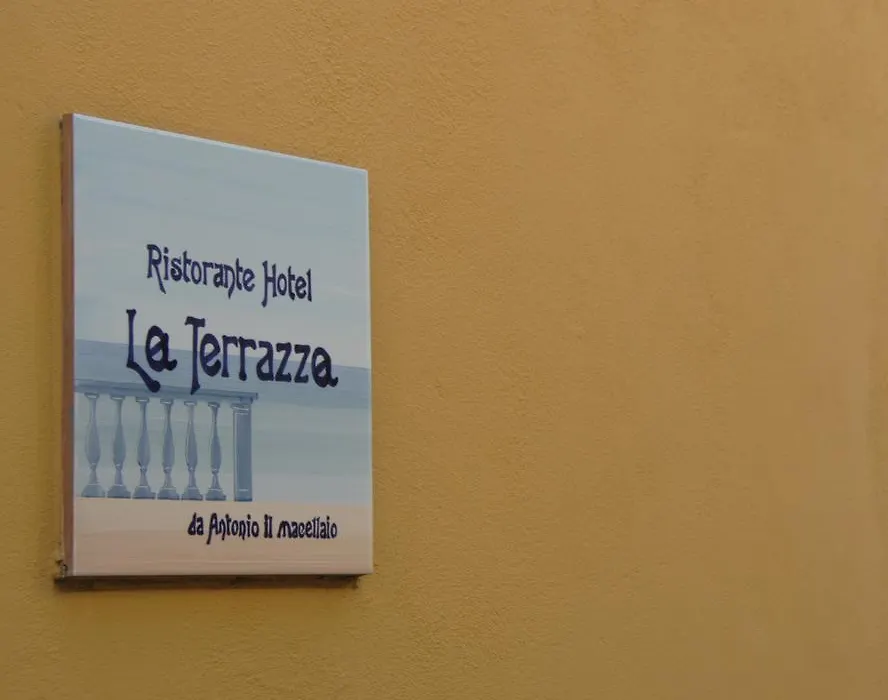 Ristorante Hotel
La Terrazza
da Antonio il macellaio